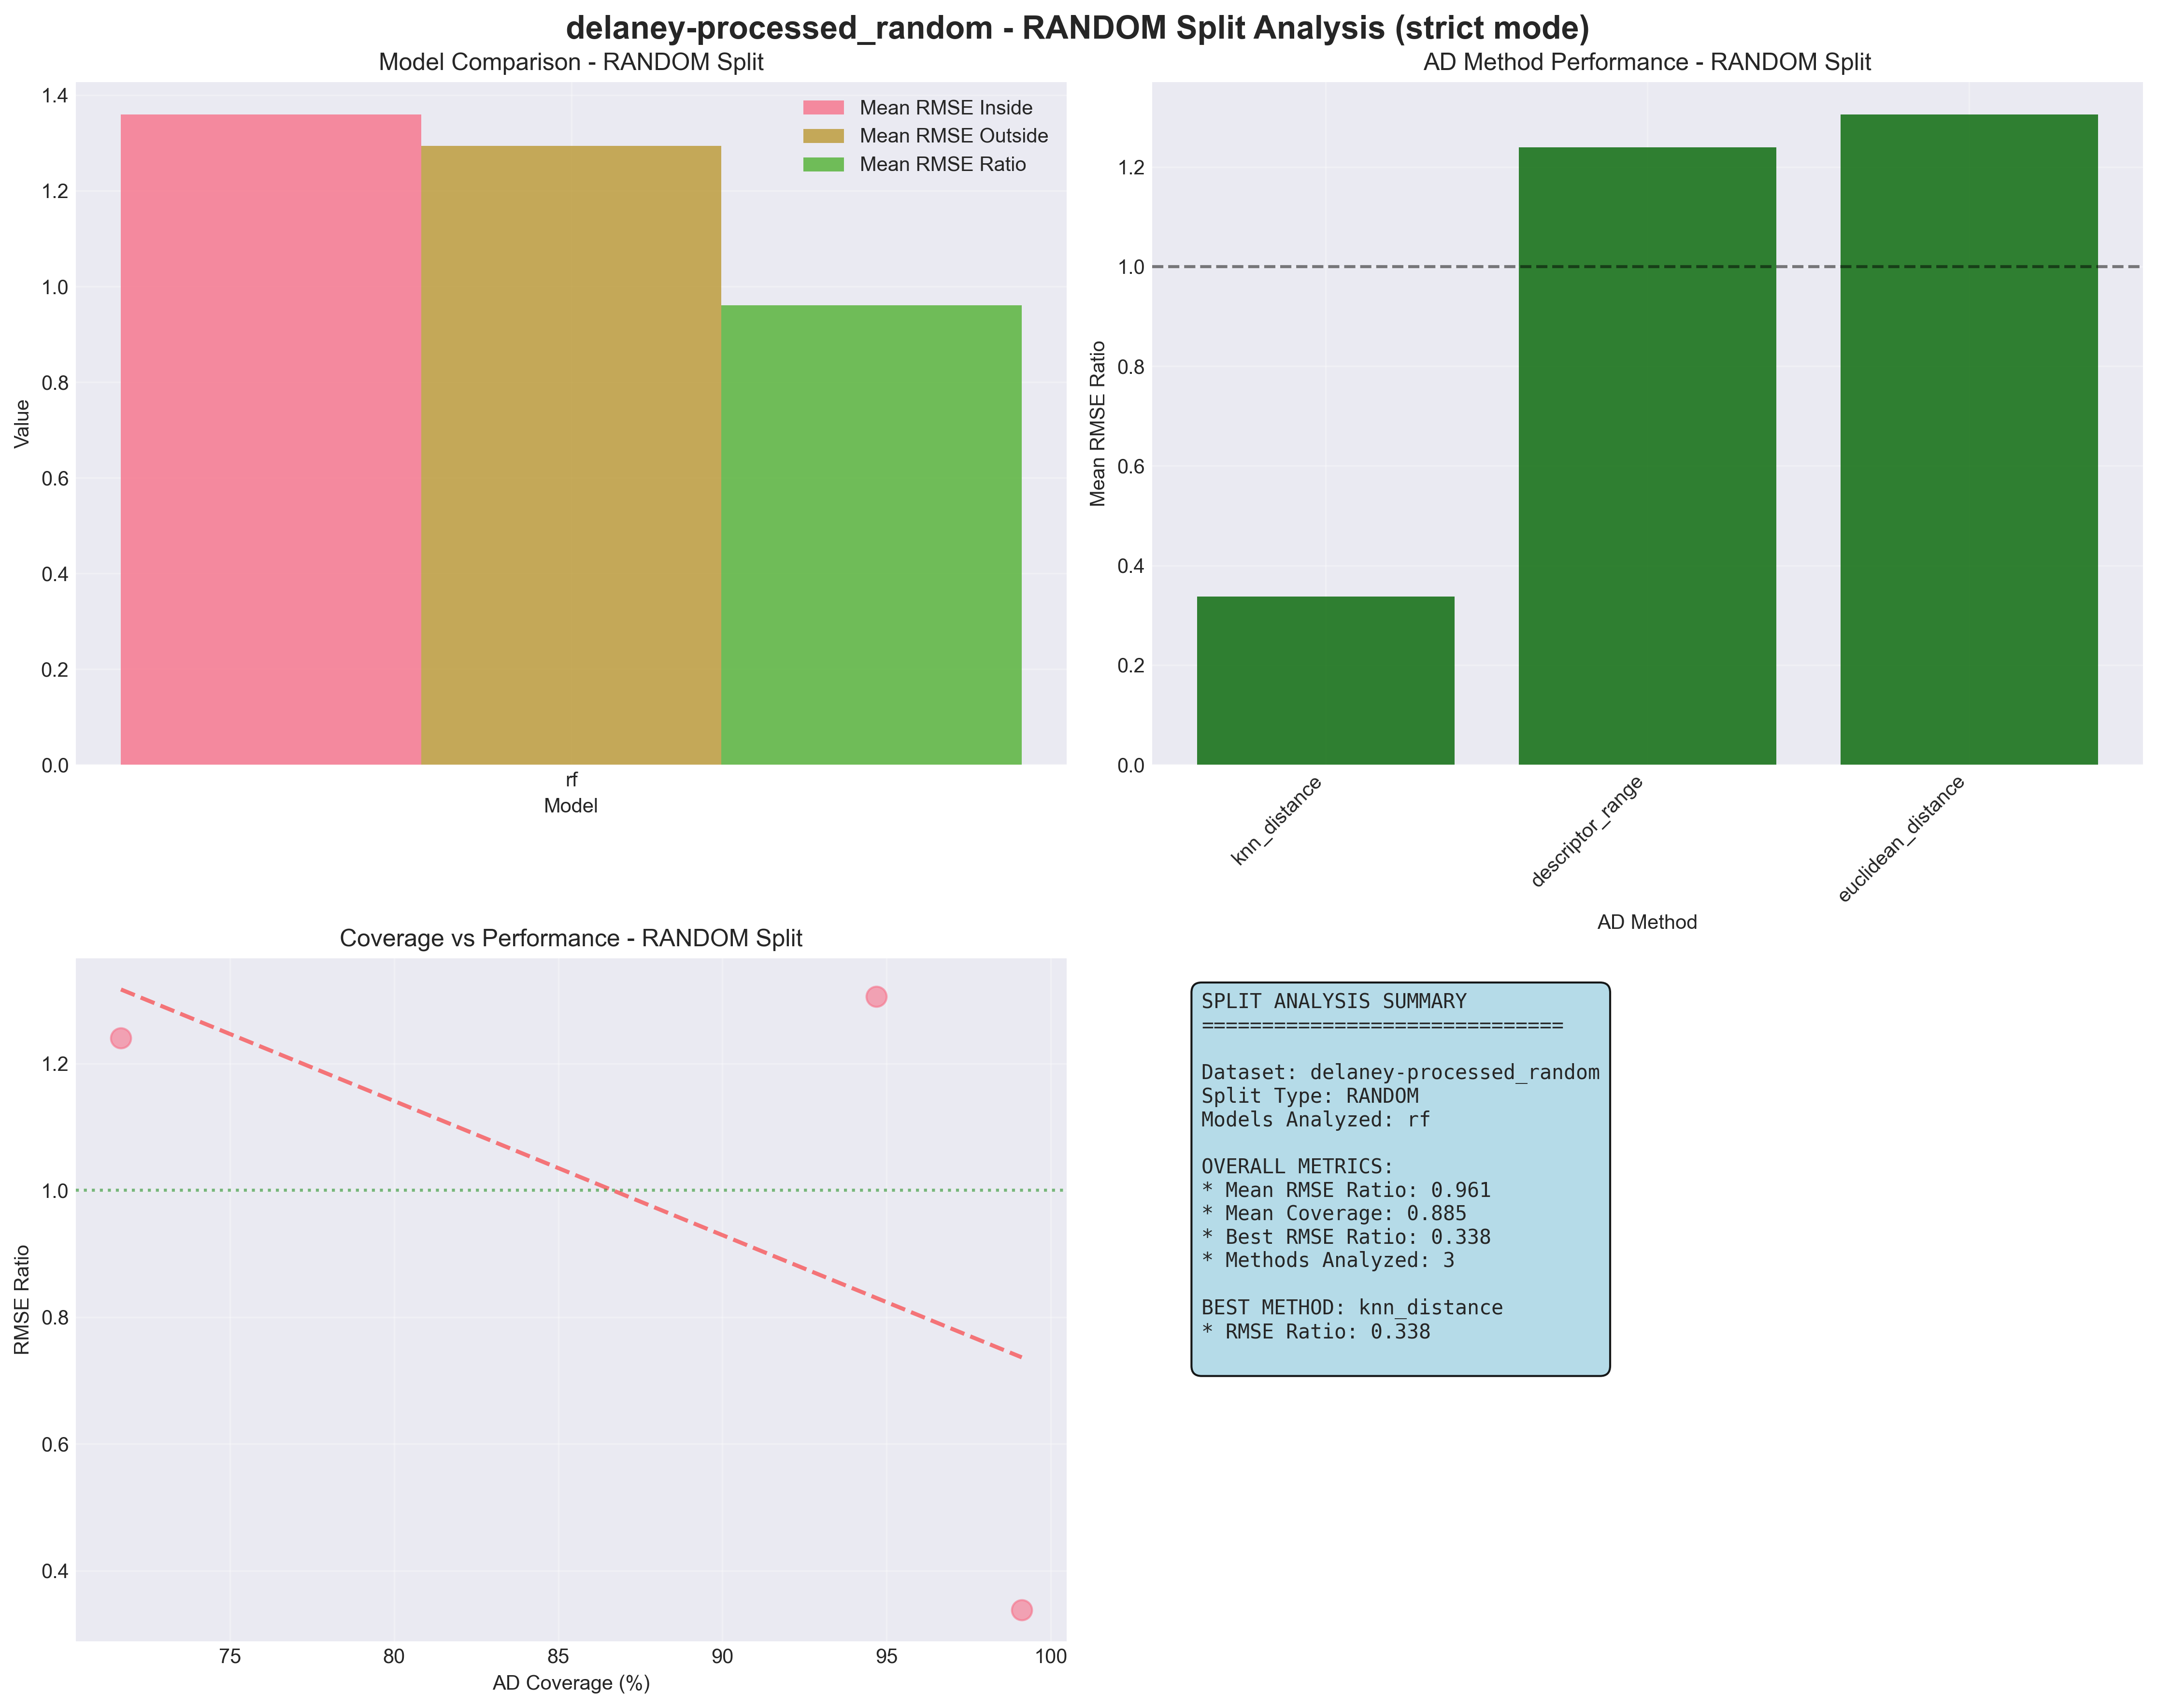 delaney-processed_random - RANDOM Split Analysis (strict mode)
Model Comparison - RANDOM Split
Mean RMSE Inside
Mean RMSE Outside
Mean RMSE Ratio
1.4
1.2
1.0
0.8
0.6
0.4
0.2
0.0
Value
rf
Model
AD Method Performance - RANDOM Split
1.2
1.0
0.8
0.6
0.4
0.2
0.0
Mean RMSE Ratio
knn_distance
descriptor_range
euclidean_distance
AD Method
Coverage vs Performance - RANDOM Split
1.2
1.0
0.8
0.6
0.4
RMSE Ratio
75
80
85
90
95
100
AD Coverage (%)
SPLIT ANALYSIS SUMMARY
==============================
Dataset: delaney-processed_random
Split Type: RANDOM
Models Analyzed: rf
OVERALL METRICS:
* Mean RMSE Ratio: 0.961
* Mean Coverage: 0.885
* Best RMSE Ratio: 0.338
* Methods Analyzed: 3
BEST METHOD: knn_distance
* RMSE Ratio: 0.338